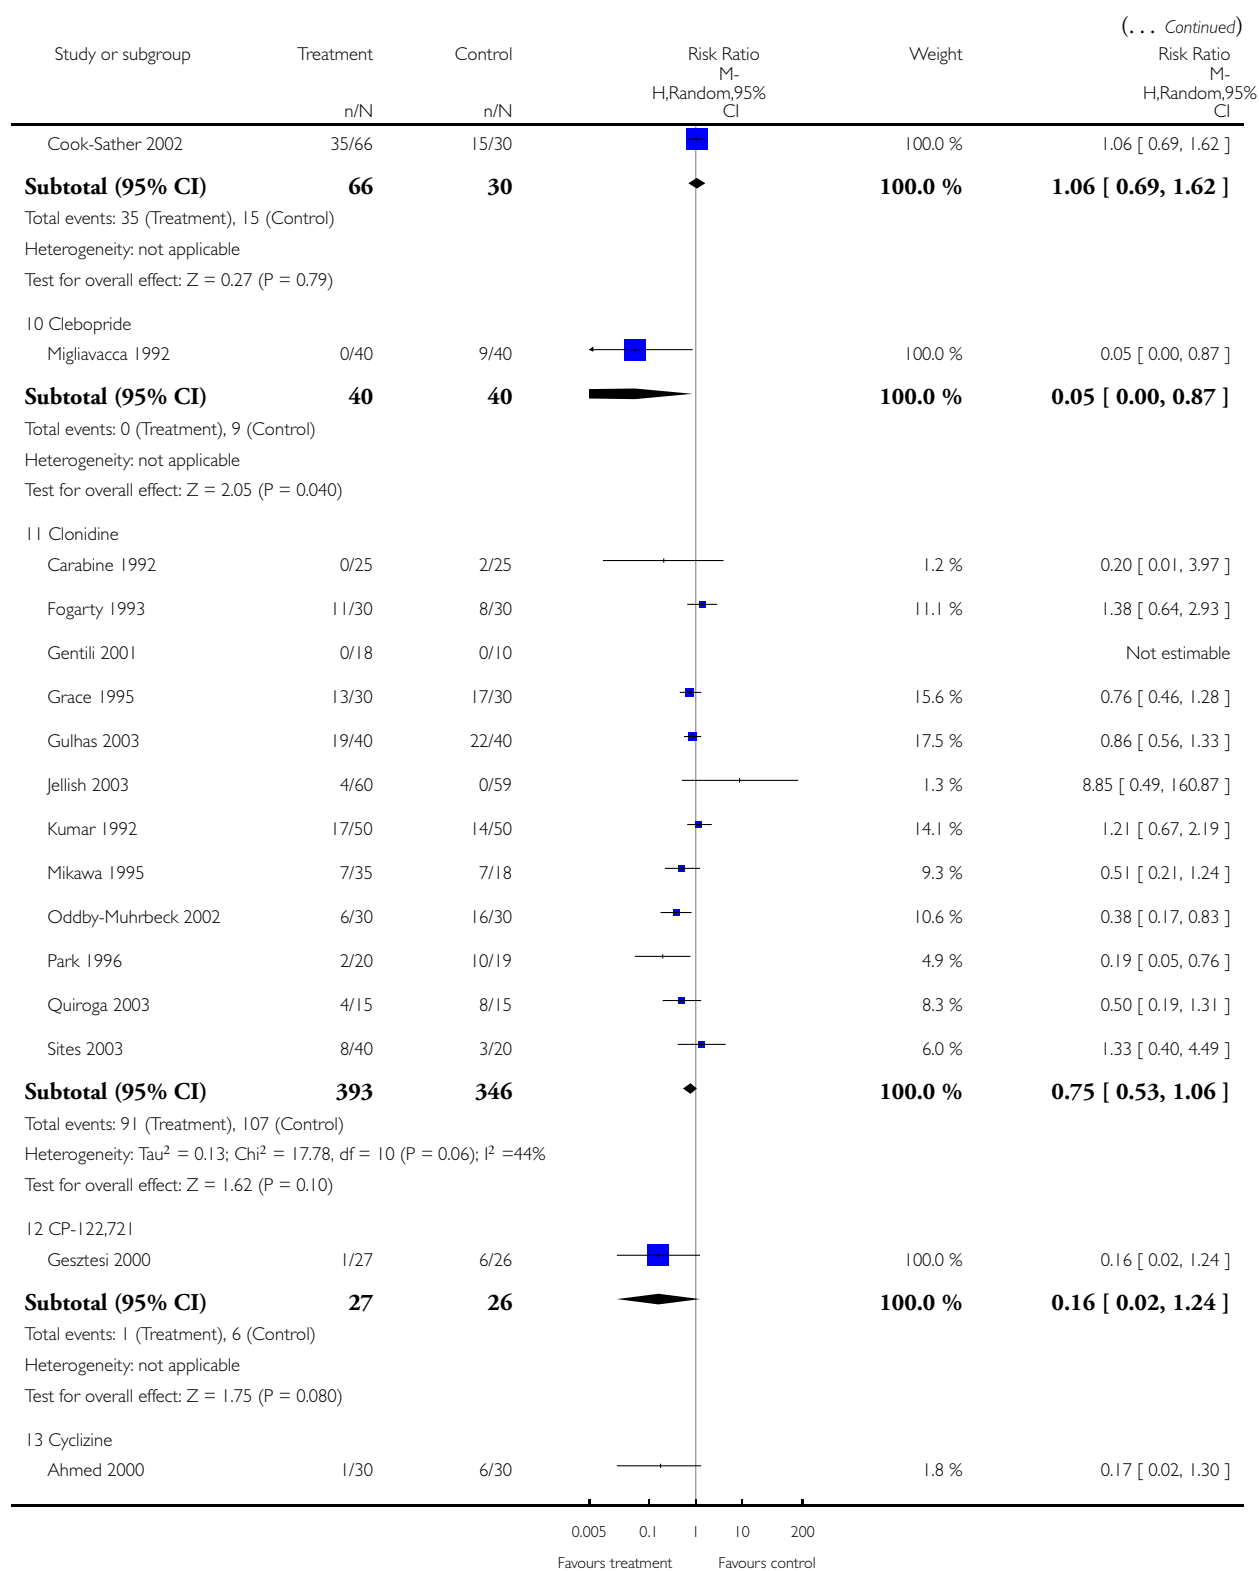 (... Continued)
Study or subgroup Treatment Control Risk Ratio Weight Risk Ratio
M- M-
H,Random,95% H,Random,95%
n/N n/N CI CI
Cook-Sather 2002 35/66 15/30 100.0 % 1.06 [ 0.69, 1.62 ]
Subtotal (95% CI) 66 30 100.0 % 1.06 [ 0.69, 1.62 ]
Total events: 35 (Treatment), 15 (Control)
Heterogeneity: not applicable
Test for overall effect: Z = 0.27 (P = 0.79)
10 Clebopride
Migliavacca 1992 0/40 9/40 100.0 % 0.05 [ 0.00, 0.87 ]
Subtotal (95% CI) 40 40 100.0 % 0.05 [ 0.00, 0.87 ]
Total events: 0 (Treatment), 9 (Control)
Heterogeneity: not applicable
Test for overall effect: Z = 2.05 (P = 0.040)
11 Clonidine
Carabine 1992 0/25 2/25 1.2 % 0.20 [ 0.01, 3.97 ]
Fogarty 1993 11/30 8/30 11.1 % 1.38 [ 0.64, 2.93 ]
Gentili 2001 0/18 0/10 Not estimable
Grace 1995 13/30 17/30 15.6 % 0.76 [ 0.46, 1.28 ]
Gulhas 2003 19/40 22/40 17.5 % 0.86 [ 0.56, 1.33 ]
Jellish 2003 4/60 0/59 1.3 % 8.85 [ 0.49, 160.87 ]
Kumar 1992 17/50 14/50 14.1 % 1.21 [ 0.67, 2.19 ]
Mikawa 1995 7/35 7/18 9.3 % 0.51 [ 0.21, 1.24 ]
Oddby-Muhrbeck 2002 6/30 16/30 10.6 % 0.38 [ 0.17, 0.83 ]
Park 1996 2/20 10/19 4.9 % 0.19 [ 0.05, 0.76 ]
Quiroga 2003 4/15 8/15 8.3 % 0.50 [ 0.19, 1.31 ]
Sites 2003 8/40 3/20 6.0 % 1.33 [ 0.40, 4.49 ]
Subtotal (95% CI) 393 346 100.0 % 0.75 [ 0.53, 1.06 ]
Total events: 91 (Treatment), 107 (Control)
Heterogeneity: Tau² = 0.13; Chi² = 17.78, df = 10 (P = 0.06); I² =44%
Test for overall effect: Z = 1.62 (P = 0.10)
12 CP-122,721
Gesztesi 2000 1/27 6/26 100.0 % 0.16 [ 0.02, 1.24 ]
Subtotal (95% CI) 27 26 100.0 % 0.16 [ 0.02, 1.24 ]
Total events: 1 (Treatment), 6 (Control)
Heterogeneity: not applicable
Test for overall effect: Z = 1.75 (P = 0.080)
13 Cyclizine
Ahmed 2000 1/30 6/30 1.8 % 0.17 [ 0.02, 1.30 ]
0.005 0.1 1 10 200
Favours treatment Favours control